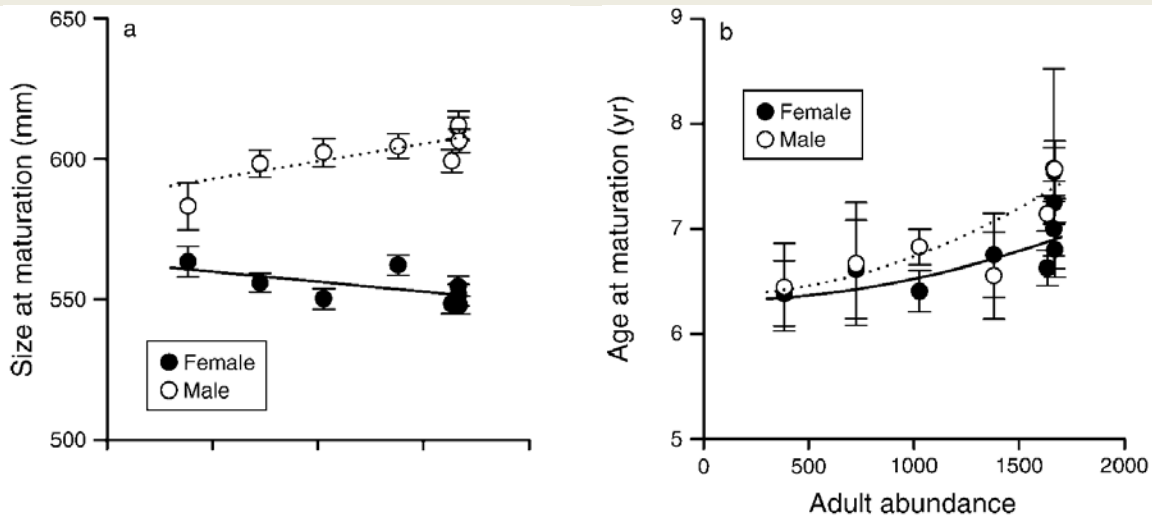 a
650
600
550
500
Size at maturation (mm)
Female
Male
b
9
8
7
6
5
Age at maturation (yr)
Female
Male
0 500 1000 1500 2000
Adult abundance